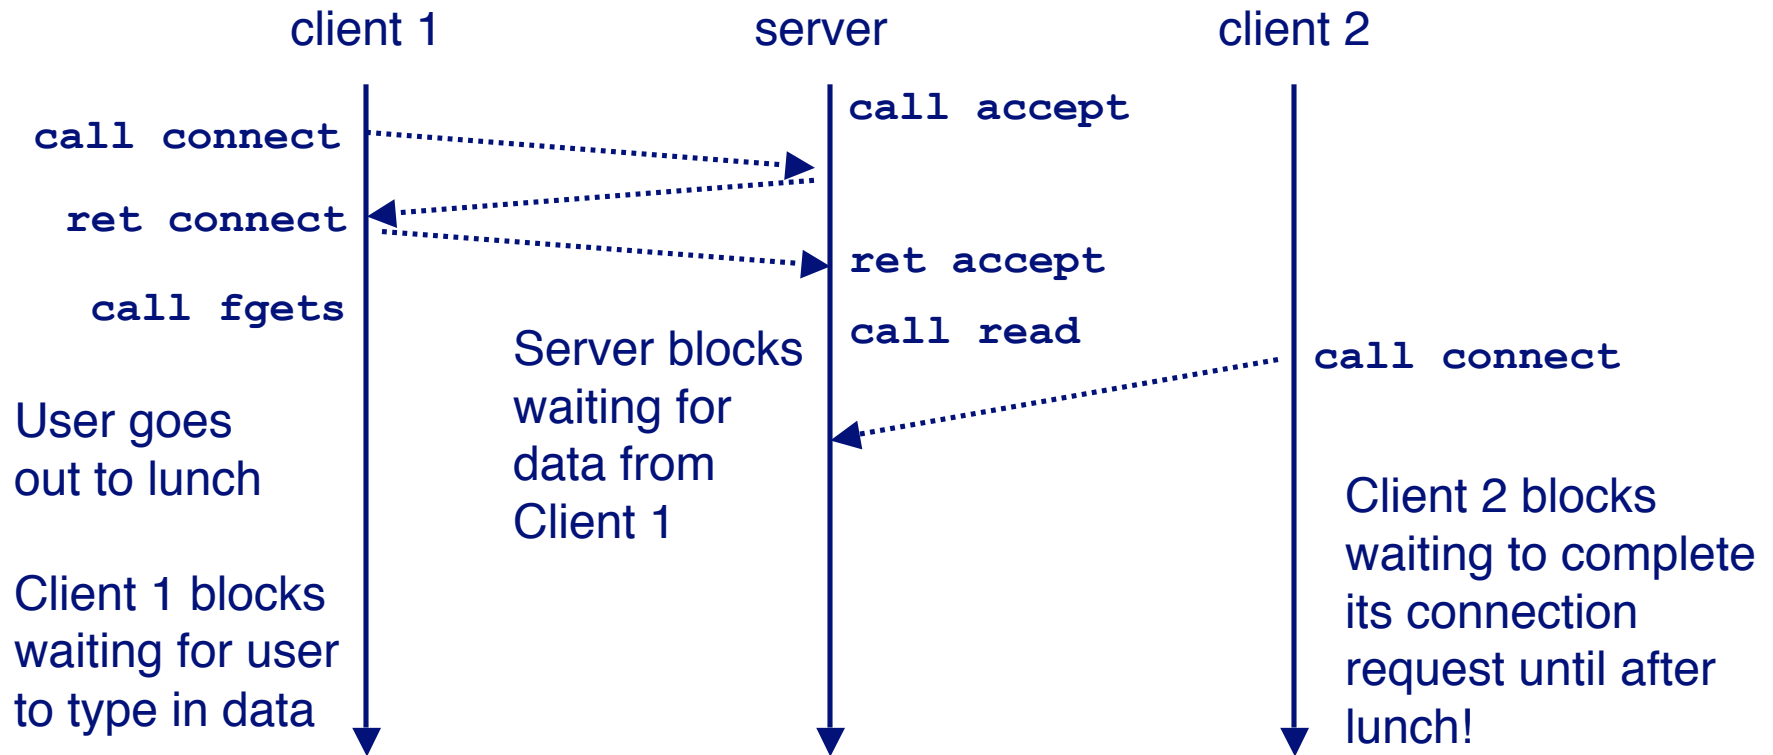 client 1
server
client 2
call connect
call accept
ret connect
ret accept
call fgets
call read
call connect
Server blocks
waiting for
data from
Client 1
User goes
out to lunch
Client 1 blocks
waiting for user
to type in data
Client 2 blocks
waiting to complete
its connection
request until after
lunch!